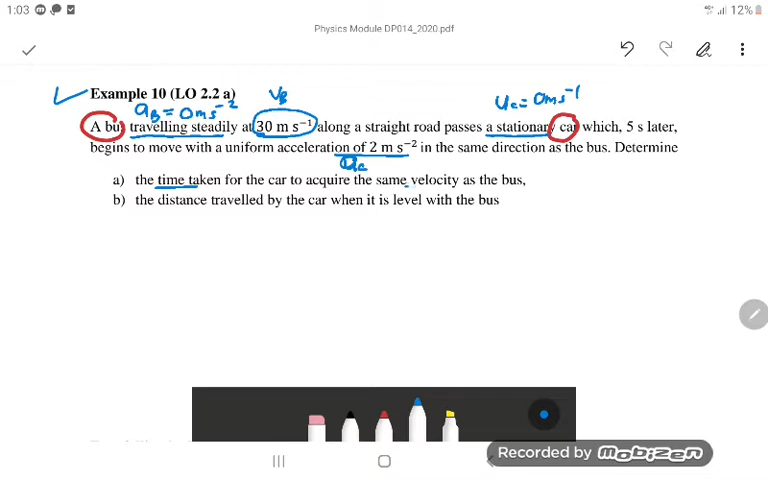 1:03
12%
Physics Module DP014_2020.pdf
Example 10 (LO 2.2 a)
a_B = 0ms⁻² V_B u_c = 0ms⁻¹
A bus travelling steadily at 30 m s⁻¹ along a straight road passes a stationary car which, 5 s later,
begins to move with a uniform acceleration of 2 m s⁻² in the same direction as the bus. Determine
a) the time taken for the car to acquire the same velocity as the bus,
b) the distance travelled by the car when it is level with the bus
Recorded by mobizen